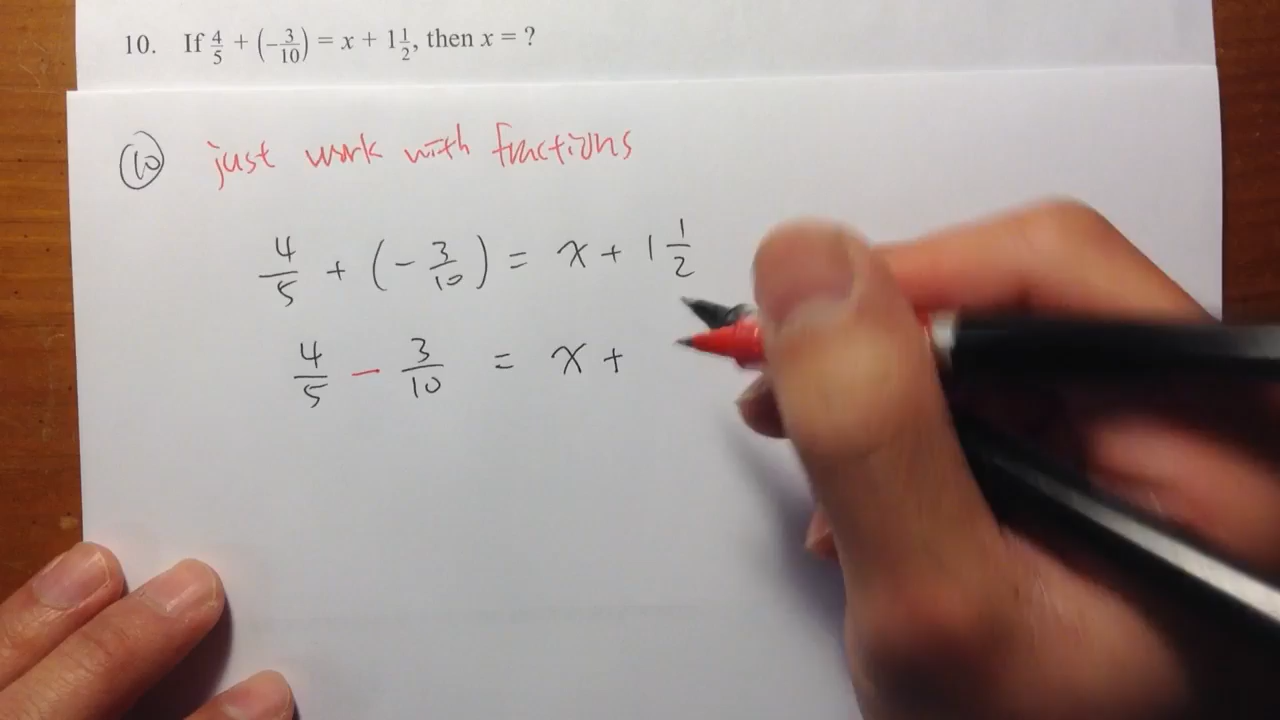 10. If 4/5 + (−3/10) = x + 1 1/2, then x = ?
10 just work with fractions
4/5 + (− 3/10) = x + 1 1/2
4/5 − 3/10 = x +